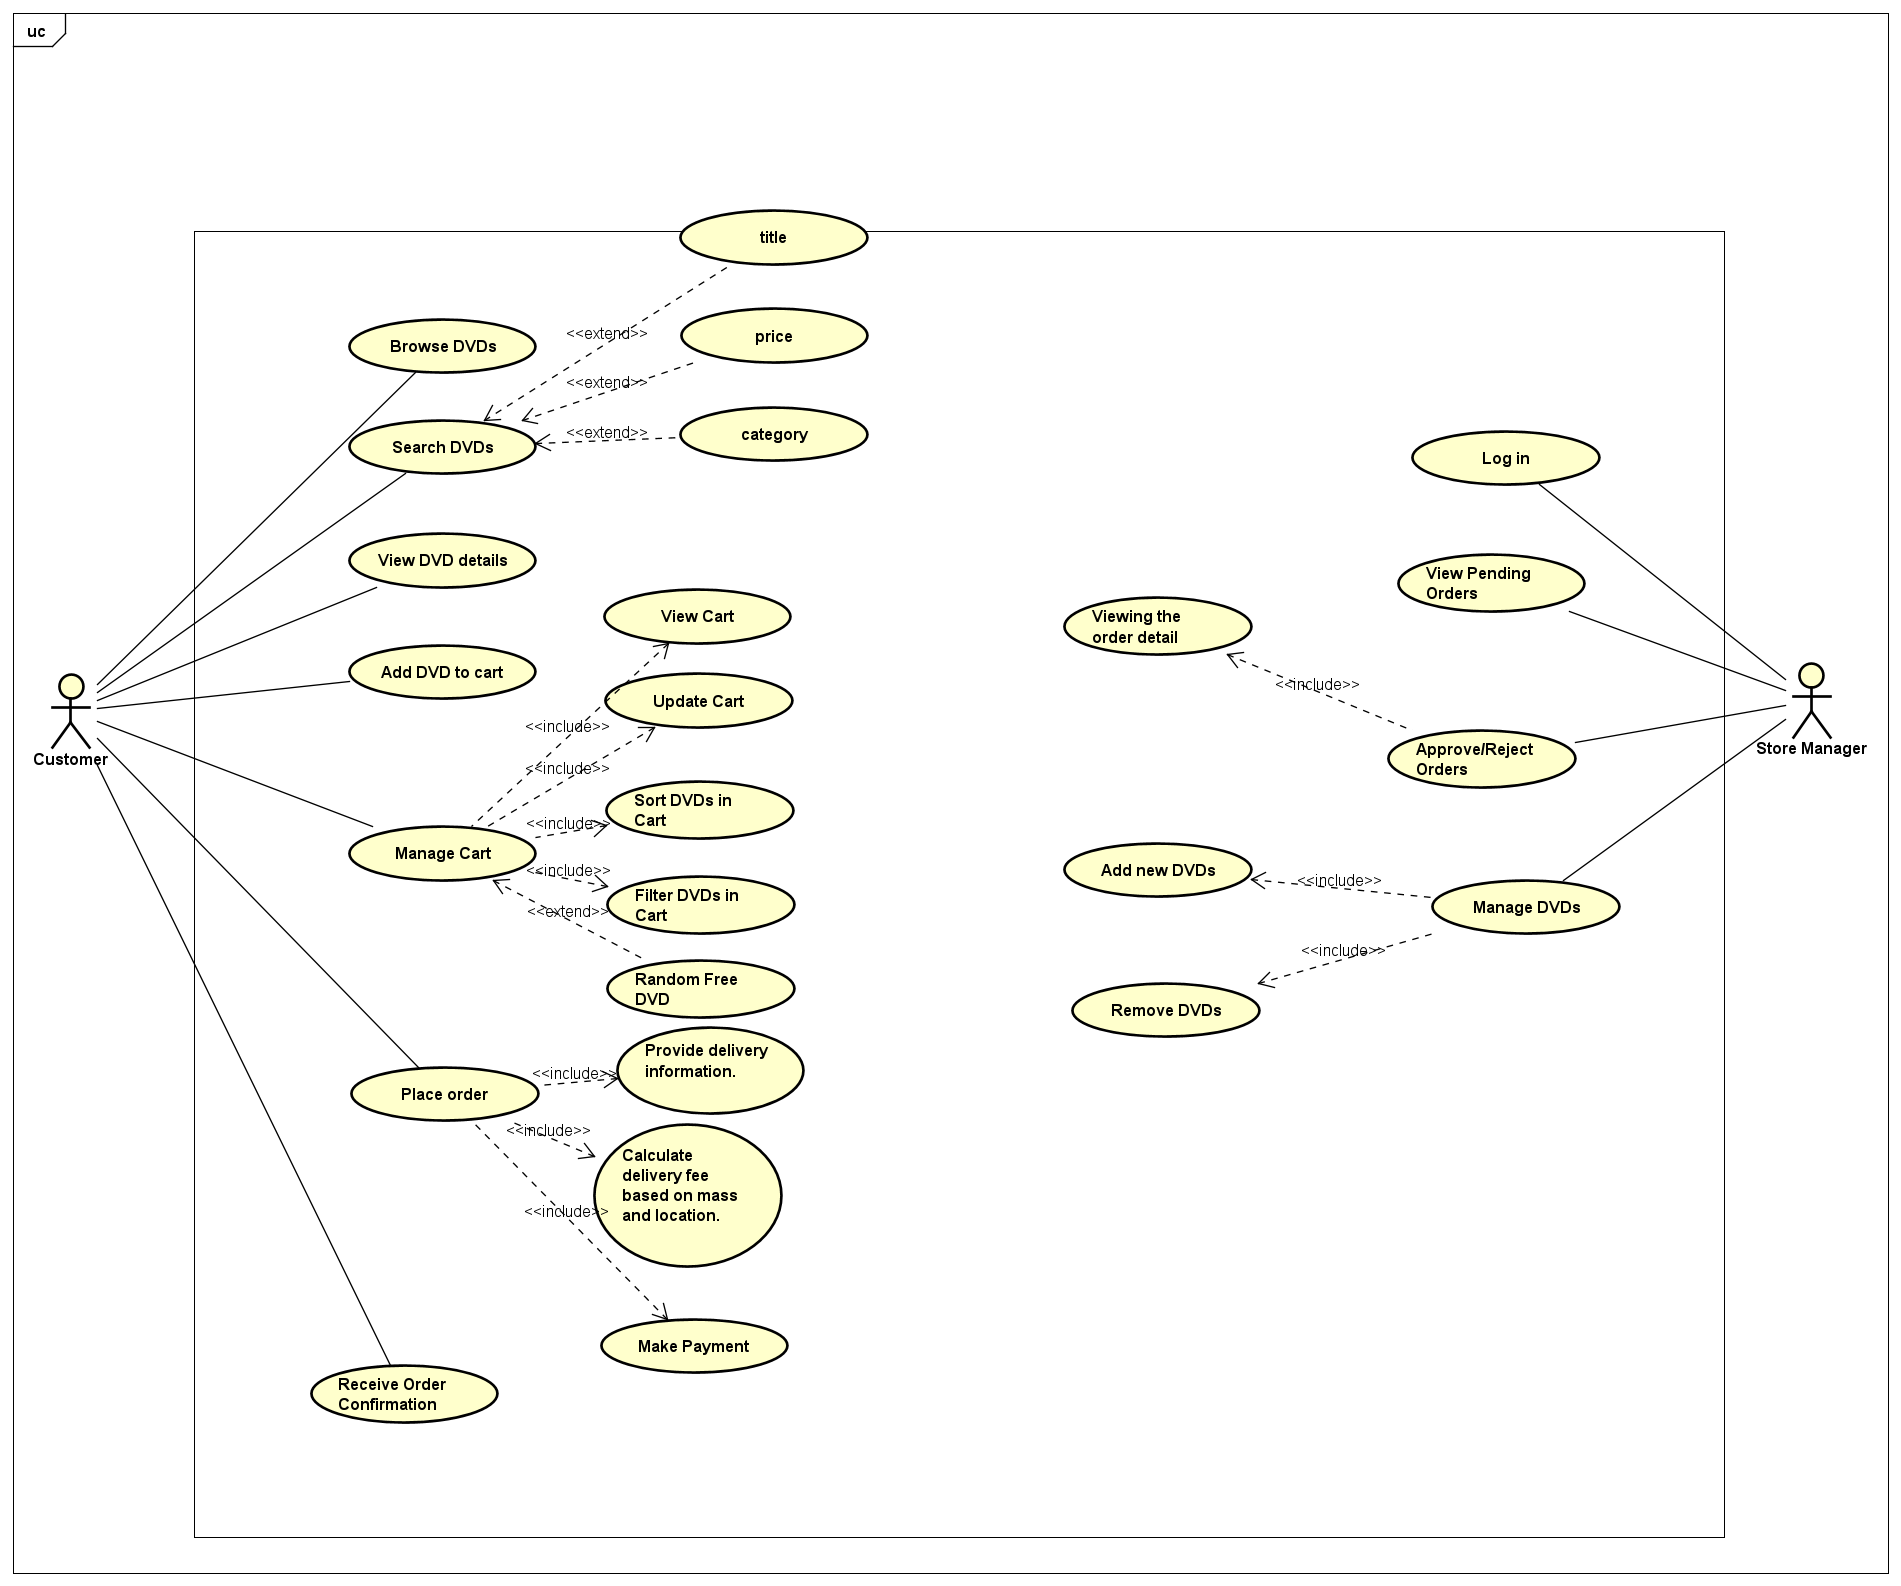 uc
title
<<extend>>
price
Browse DVDs
<<extend>>
category
<<extend>>
Search DVDs
Log in
View DVD details
View Pending
Orders
View Cart
Viewing the
order detail
Add DVD to cart
<<include>>
Update Cart
<<include>>
Customer
Store Manager
<<include>>
Approve/Reject
Orders
Sort DVDs in
Cart
<<include>>
Manage Cart
<<include>>
Filter DVDs in
Cart
<<extend>>
Add new DVDs
<<include>>
Manage DVDs
<<include>>
Random Free
DVD
Remove DVDs
Provide delivery
information.
<<include>>
Place order
<<include>>
Calculate
delivery fee
based on mass
and location.
<<include>>
Make Payment
Receive Order
Confirmation